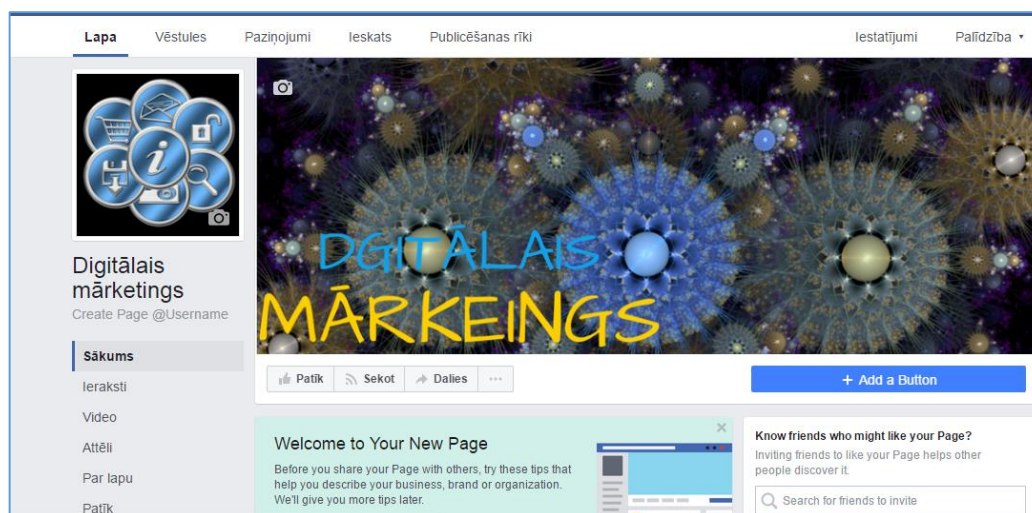 Lapa Vēstules Paziņojumi Ieskats Publicēšanas rīki Iestatījumi Palīdzība
i
DGITĀLAIS
MĀRKEINGS
Digitālais
mārketings
Create Page @Username
Sākums
Ieraksti
Video
Attēli
Par lapu
Patīk
Patīk Sekot Dalies ...
+ Add a Button
Welcome to Your New Page
Before you share your Page with others, try these tips that
help you describe your business, brand or organization.
We'll give you more tips later.
Know friends who might like your Page?
Inviting friends to like your Page helps other
people discover it.
Search for friends to invite